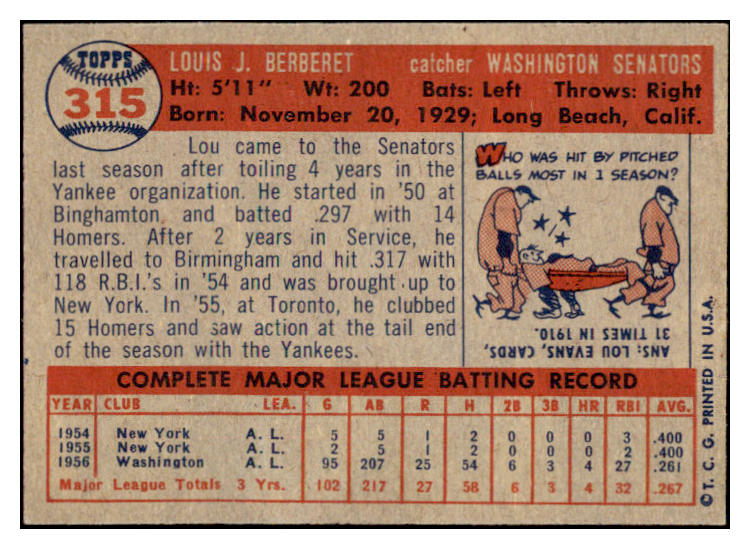 TOPPS
315
LOUIS J. BERBERET catcher WASHINGTON SENATORS
Ht: 5'11" Wt: 200 Bats: Left Throws: Right
Born: November 20, 1929; Long Beach, Calif.
Lou came to the Senators
last season after toiling 4 years in the
Yankee organization. He started in '50 at
Binghamton and batted .297 with 14
Homers. After 2 years in Service, he
travelled to Birmingham and hit .317 with
118 R.B.I.'s in '54 and was brought up to
New York. In '55, at Toronto, he clubbed
15 Homers and saw action at the tail end
of the season with the Yankees.
WHO WAS HIT BY PITCHED
BALLS MOST IN 1 SEASON?
ANS: LOU EVANS, CARDS,
31 TIMES IN 1910.
COMPLETE MAJOR LEAGUE BATTING RECORD
YEAR CLUB LEA. G AB R H 2B 3B HR RBI AVG.
1954 New York A. L. 5 5 1 2 0 0 0 3 .400
1955 New York A. L. 2 5 1 2 0 0 0 2 .400
1956 Washington A. L. 95 207 25 54 6 3 4 27 .261
Major League Totals 3 Yrs. 102 217 27 58 6 3 4 32 .267
© T. C. G. PRINTED IN U.S.A.